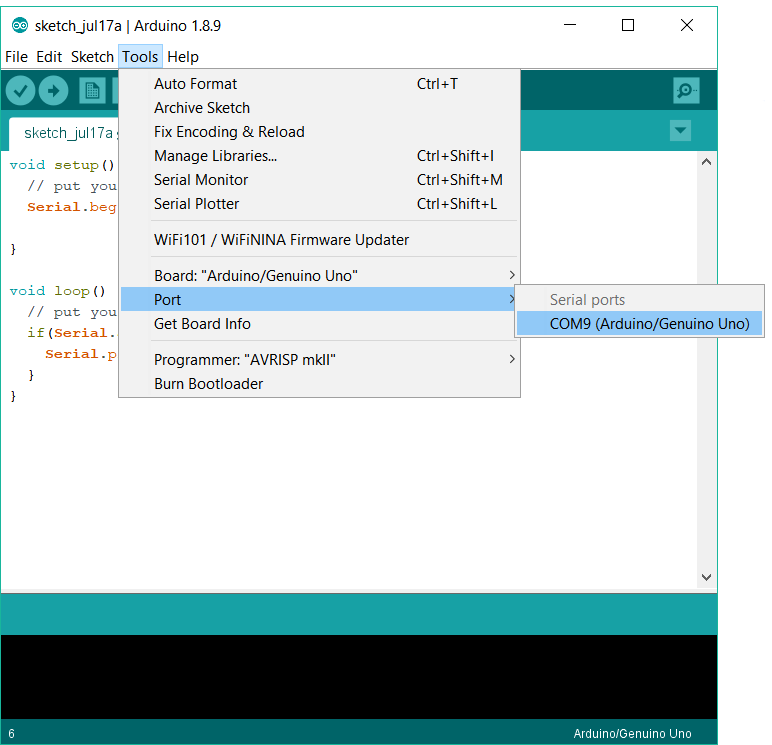 sketch_jul17a | Arduino 1.8.9
File Edit Sketch Tools Help
Auto Format Ctrl+T
Archive Sketch
Fix Encoding & Reload
Manage Libraries... Ctrl+Shift+I
Serial Monitor Ctrl+Shift+M
Serial Plotter Ctrl+Shift+L
WiFi101 / WiFiNINA Firmware Updater
Board: "Arduino/Genuino Uno"
Port
Get Board Info
Programmer: "AVRISP mkII"
Burn Bootloader
Serial ports
COM9 (Arduino/Genuino Uno)
sketch_jul17a
void setup()
// put you
Serial.beg
}
void loop()
// put you
if(Serial.
Serial.p
}
}
6 Arduino/Genuino Uno